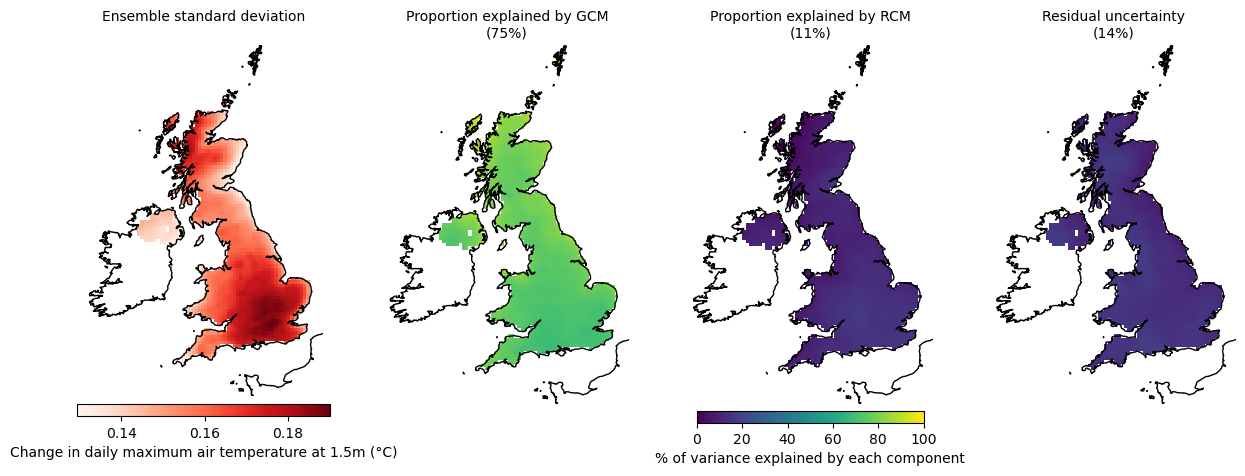 Ensemble standard deviation
Proportion explained by GCM
(75%)
Proportion explained by RCM
(11%)
Residual uncertainty
(14%)
0.14 0.16 0.18
Change in daily maximum air temperature at 1.5m (°C)
0 20 40 60 80 100
% of variance explained by each component